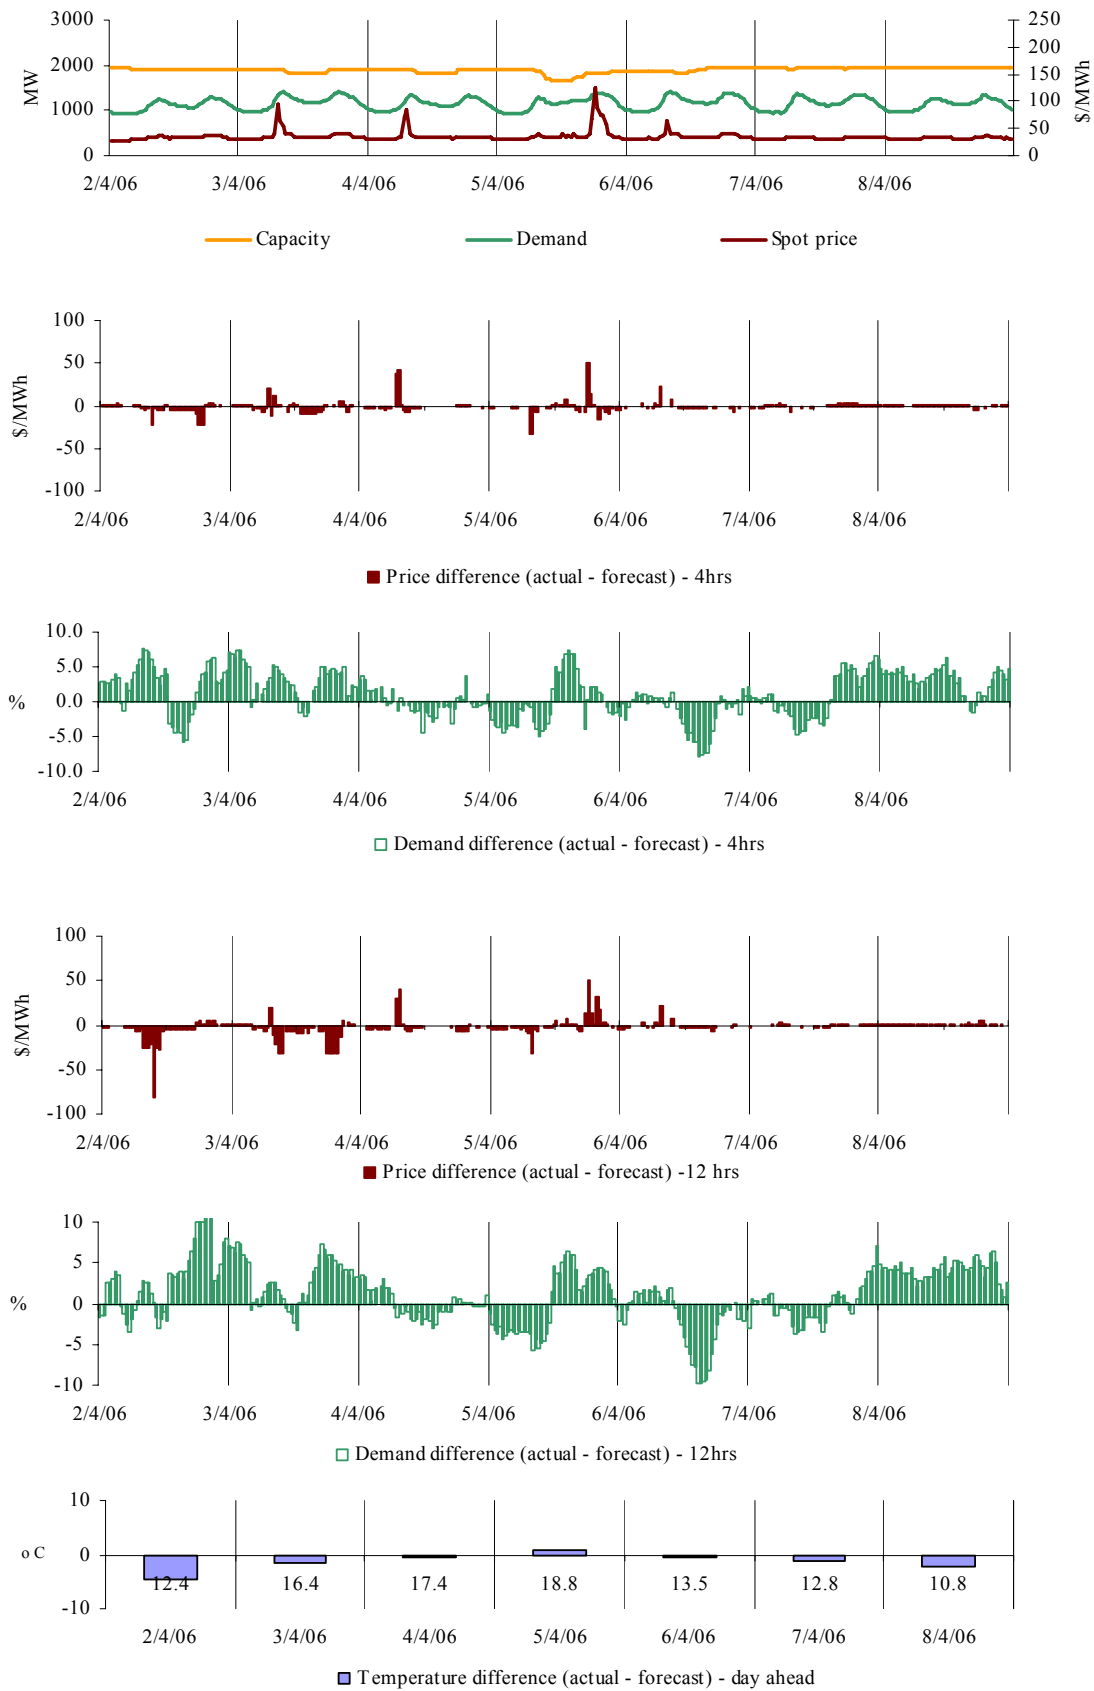 3000 250
200
2000 150
MW $/MWh
1000 100
50
0 0
2/4/06 3/4/06 4/4/06 5/4/06 6/4/06 7/4/06 8/4/06
Capacity Demand Spot price
100
50
$/MWh
0
-50
-100
2/4/06 3/4/06 4/4/06 5/4/06 6/4/06 7/4/06 8/4/06
Price difference (actual - forecast) - 4hrs
10.0
5.0
% 0.0
-5.0
-10.0
2/4/06 3/4/06 4/4/06 5/4/06 6/4/06 7/4/06 8/4/06
Demand difference (actual - forecast) - 4hrs
100
50
$/MWh
0
-50
-100
2/4/06 3/4/06 4/4/06 5/4/06 6/4/06 7/4/06 8/4/06
Price difference (actual - forecast) -12 hrs
10
5
% 0
-5
-10
2/4/06 3/4/06 4/4/06 5/4/06 6/4/06 7/4/06 8/4/06
Demand difference (actual - forecast) - 12hrs
10
o C 0
12.4 16.4 17.4 18.8 13.5 12.8 10.8
-10
2/4/06 3/4/06 4/4/06 5/4/06 6/4/06 7/4/06 8/4/06
Temperature difference (actual - forecast) - day ahead